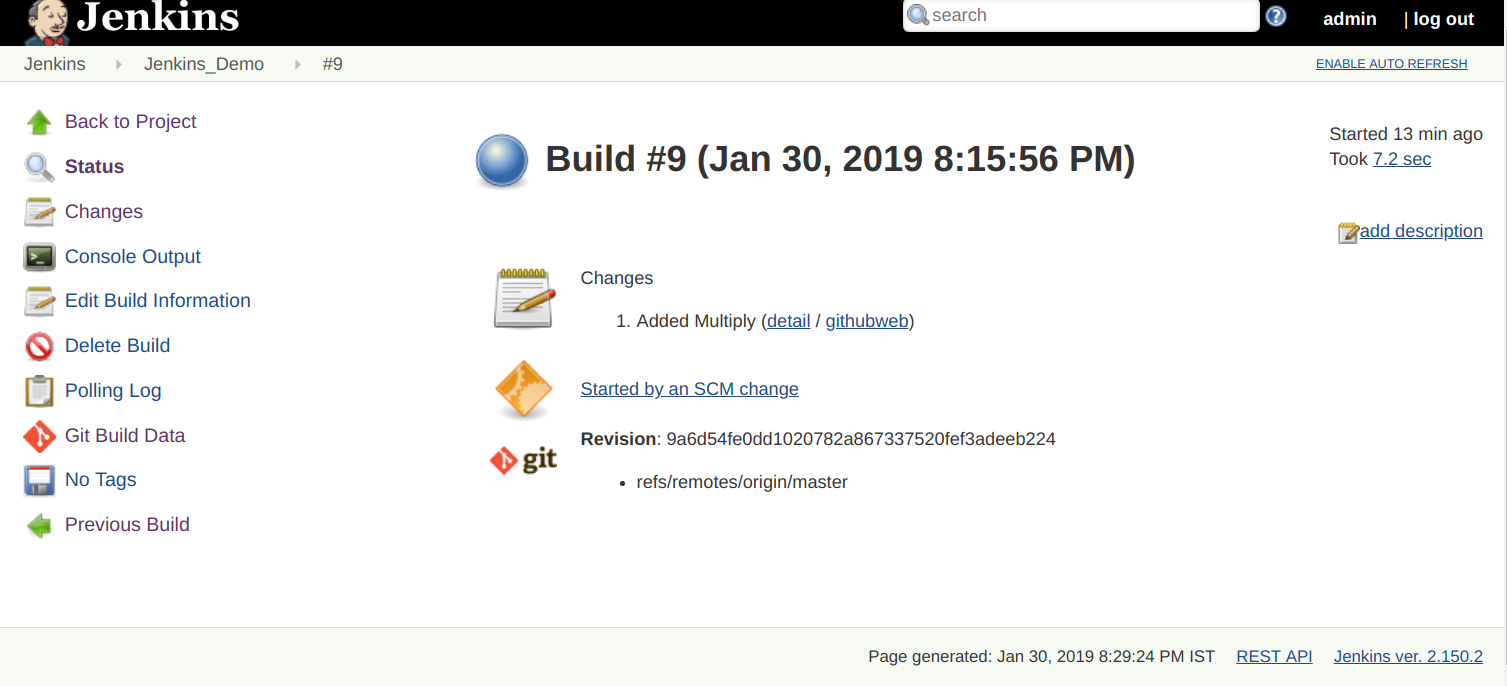 Jenkins
search
admin | log out
Jenkins Jenkins_Demo #9
ENABLE AUTO REFRESH
Back to Project
Status
Changes
Console Output
Edit Build Information
Delete Build
Polling Log
Git Build Data
No Tags
Previous Build
Build #9 (Jan 30, 2019 8:15:56 PM)
Started 13 min ago
Took 7.2 sec
add description
Changes
1. Added Multiply (detail / githubweb)
Started by an SCM change
git
Revision: 9a6d54fe0dd1020782a867337520fef3adeeb224
• refs/remotes/origin/master
Page generated: Jan 30, 2019 8:29:24 PM IST REST API Jenkins ver. 2.150.2